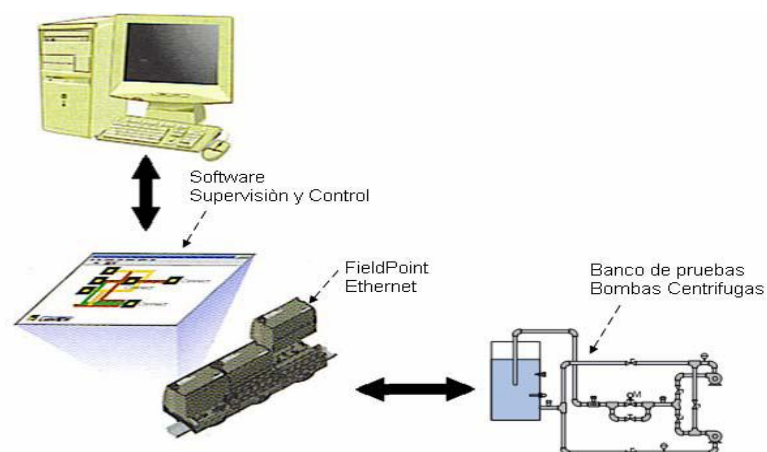 Software
Supervisiòn y Control
FieldPoint
Ethernet
Banco de pruebas
Bombas Centrifugas
M